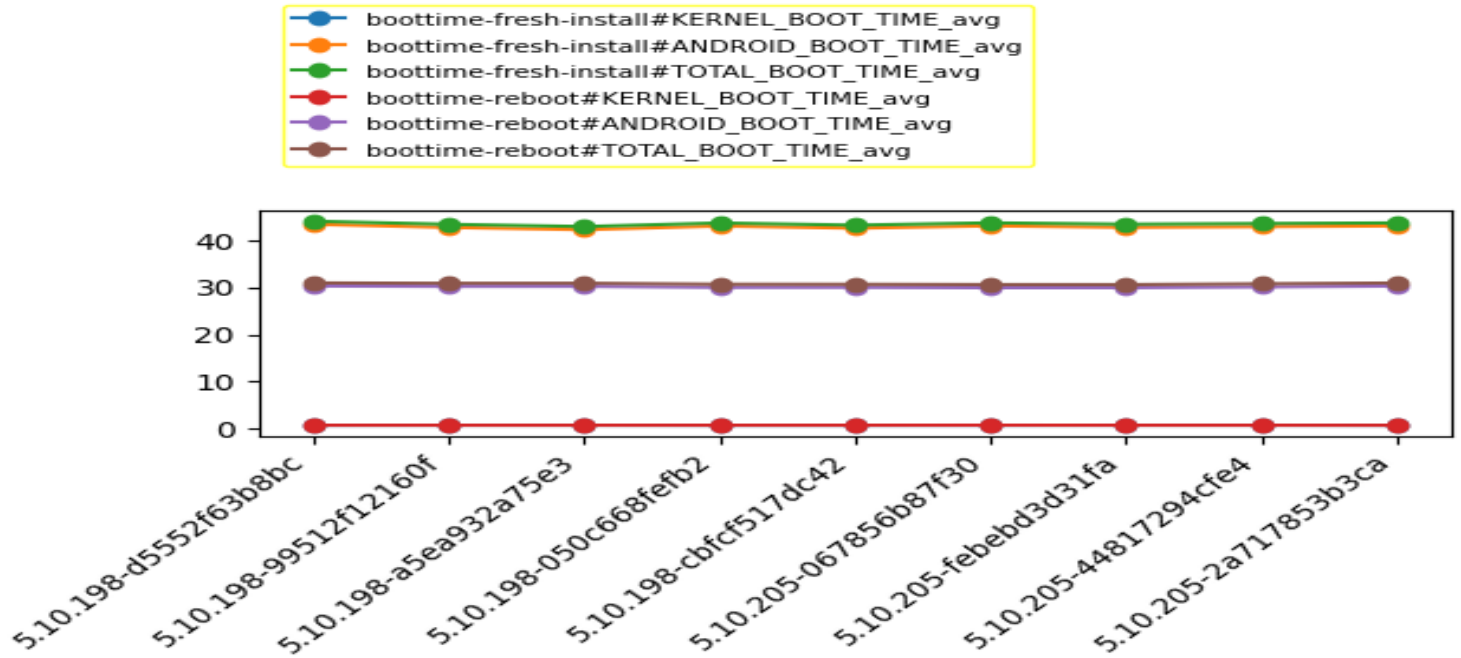 boottime-fresh-install#KERNEL_BOOT_TIME_avg
boottime-fresh-install#ANDROID_BOOT_TIME_avg
boottime-fresh-install#TOTAL_BOOT_TIME_avg
boottime-reboot#KERNEL_BOOT_TIME_avg
boottime-reboot#ANDROID_BOOT_TIME_avg
boottime-reboot#TOTAL_BOOT_TIME_avg
40
30
20
10
0
5.10.198-d5552f63b8bc
5.10.198-99512f12160f
5.10.198-a5ea932a75e3
5.10.198-050c668fefb2
5.10.198-cbfcf517dc42
5.10.205-067856b87f30
5.10.205-febebd3d31fa
5.10.205-44817294cfe4
5.10.205-2a717853b3ca